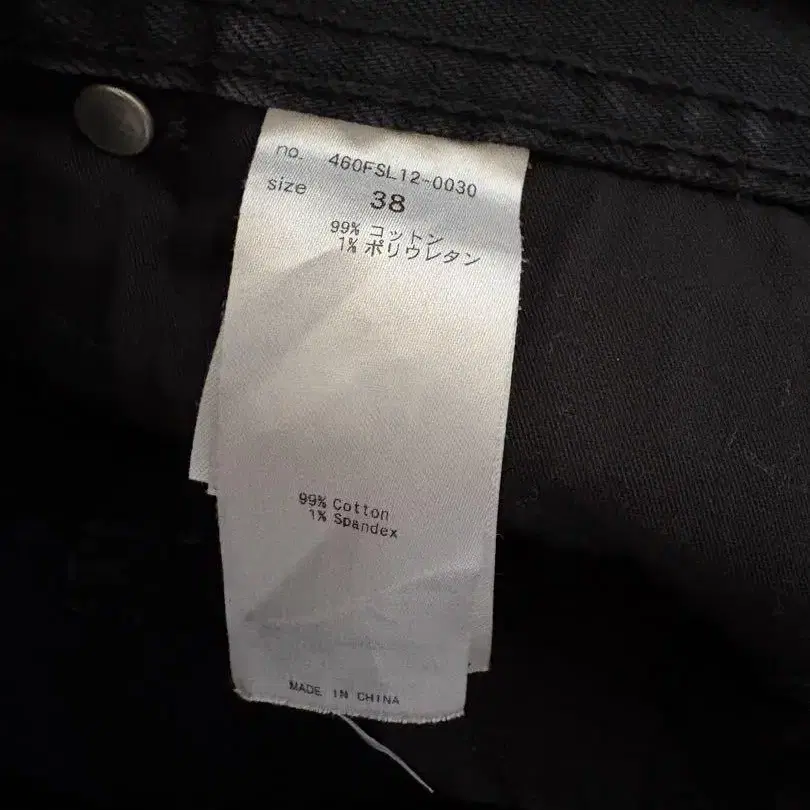 no. 460FSL12-0030
size 38
99% コットン
1% ポリウレタン
99% Cotton
1% Spandex
MADE IN CHINA